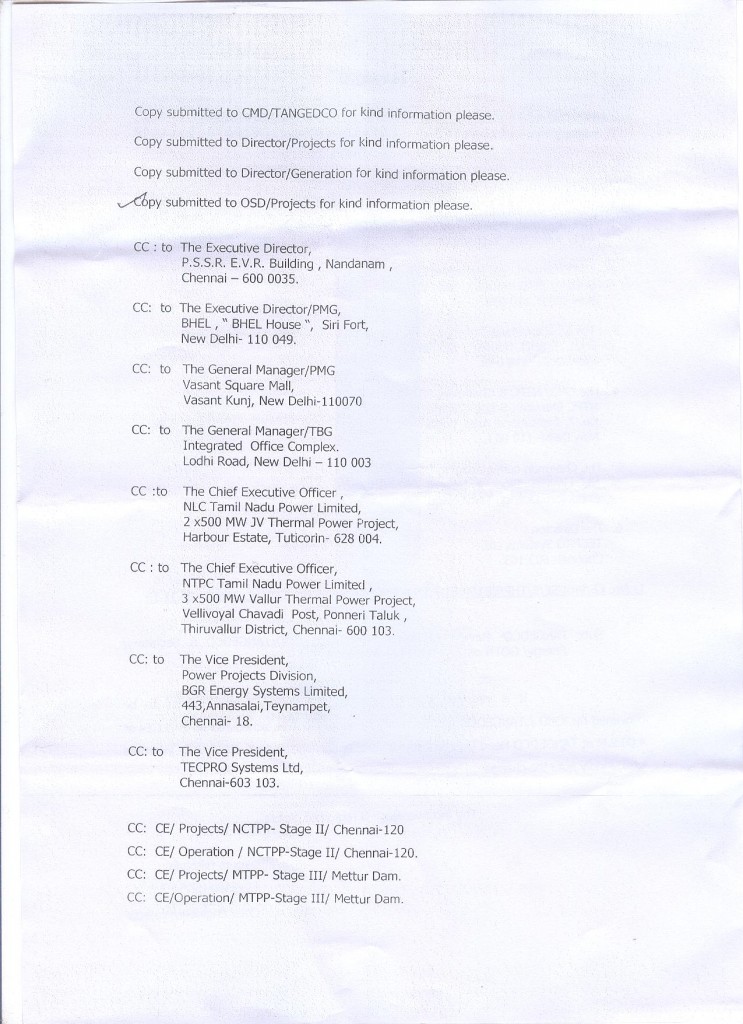 Copy submitted to CMD/TANGEDCO for kind information please.
Copy submitted to Director/Projects for kind information please.
Copy submitted to Director/Generation for kind information please.
Copy submitted to OSD/Projects for kind information please.
CC : to The Executive Director,
P.S.S.R. E.V.R. Building , Nandanam ,
Chennai – 600 0035.
CC: to The Executive Director/PMG,
BHEL , " BHEL House ", Siri Fort,
New Delhi- 110 049.
CC: to The General Manager/PMG
Vasant Square Mall,
Vasant Kunj, New Delhi-110070
CC: to The General Manager/TBG
Integrated Office Complex.
Lodhi Road, New Delhi – 110 003
CC :to The Chief Executive Officer ,
NLC Tamil Nadu Power Limited,
2 x500 MW JV Thermal Power Project,
Harbour Estate, Tuticorin- 628 004.
CC : to The Chief Executive Officer,
NTPC Tamil Nadu Power Limited ,
3 x500 MW Vallur Thermal Power Project,
Vellivoyal Chavadi Post, Ponneri Taluk ,
Thiruvallur District, Chennai- 600 103.
CC: to The Vice President,
Power Projects Division,
BGR Energy Systems Limited,
443,Annasalai,Teynampet,
Chennai- 18.
CC: to The Vice President,
TECPRO Systems Ltd,
Chennai-603 103.
CC: CE/ Projects/ NCTPP- Stage II/ Chennai-120
CC: CE/ Operation / NCTPP-Stage II/ Chennai-120.
CC: CE/ Projects/ MTPP- Stage III/ Mettur Dam.
CC: CE/Operation/ MTPP-Stage III/ Mettur Dam.